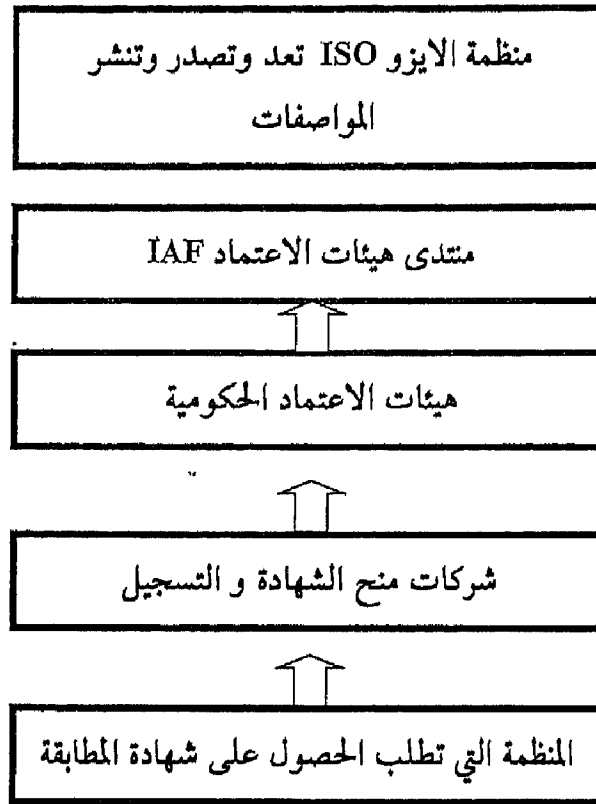 منظمة الايزو ISO تعد وتصدر وتنشر
المواصفات
منتدى هيئات الاعتماد IAF
هيئات الاعتماد الحكومية
شركات منح الشهادة و التسجيل
المنظمة التي تطلب الحصول على شهادة المطابقة